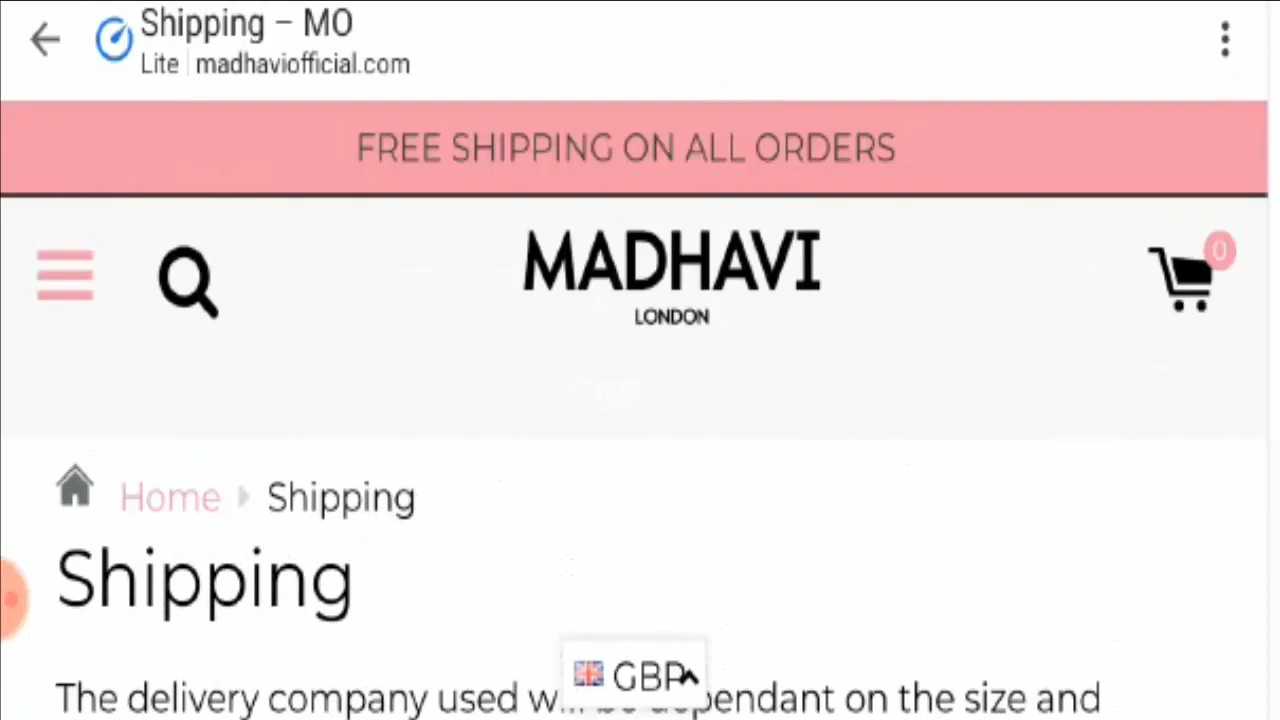 Shipping – MO
Lite madhaviofficial.com
FREE SHIPPING ON ALL ORDERS
MADHAVI
LONDON
0
Home Shipping
Shipping
GBP
The delivery company used dependant on the size and